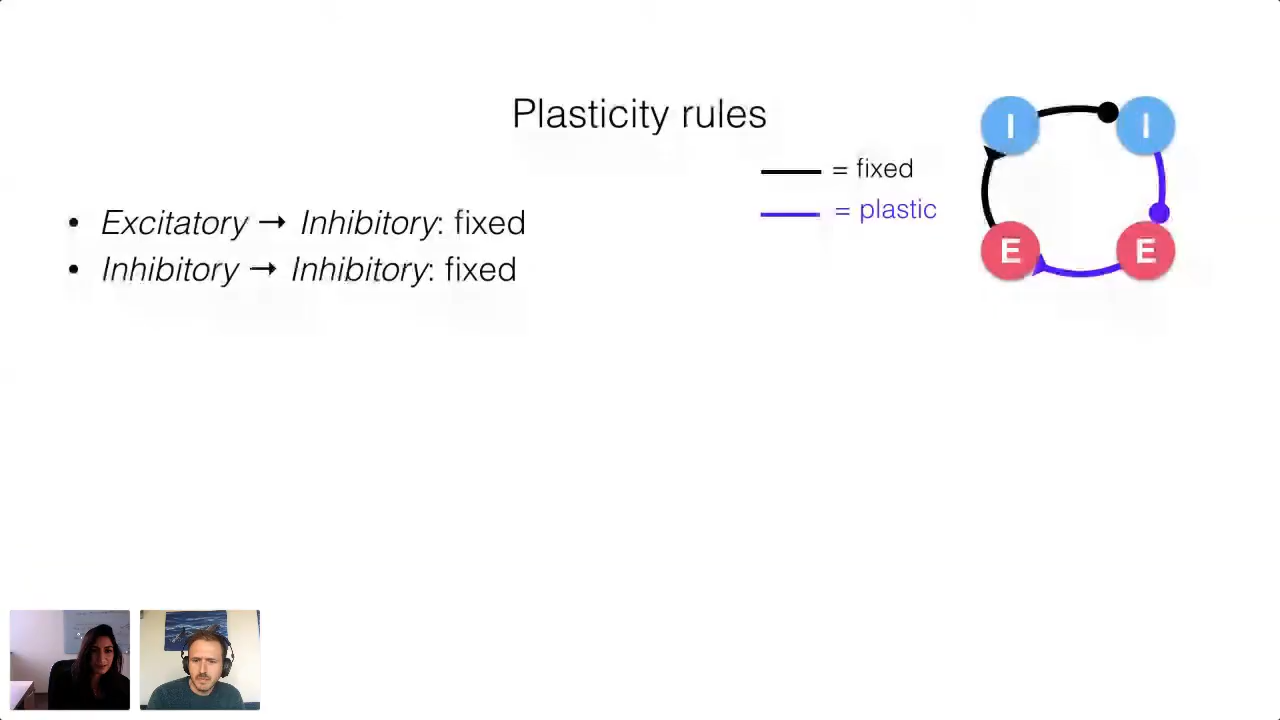 Plasticity rules
= fixed
= plastic
• Excitatory → Inhibitory: fixed
• Inhibitory → Inhibitory: fixed
I
I
E
E